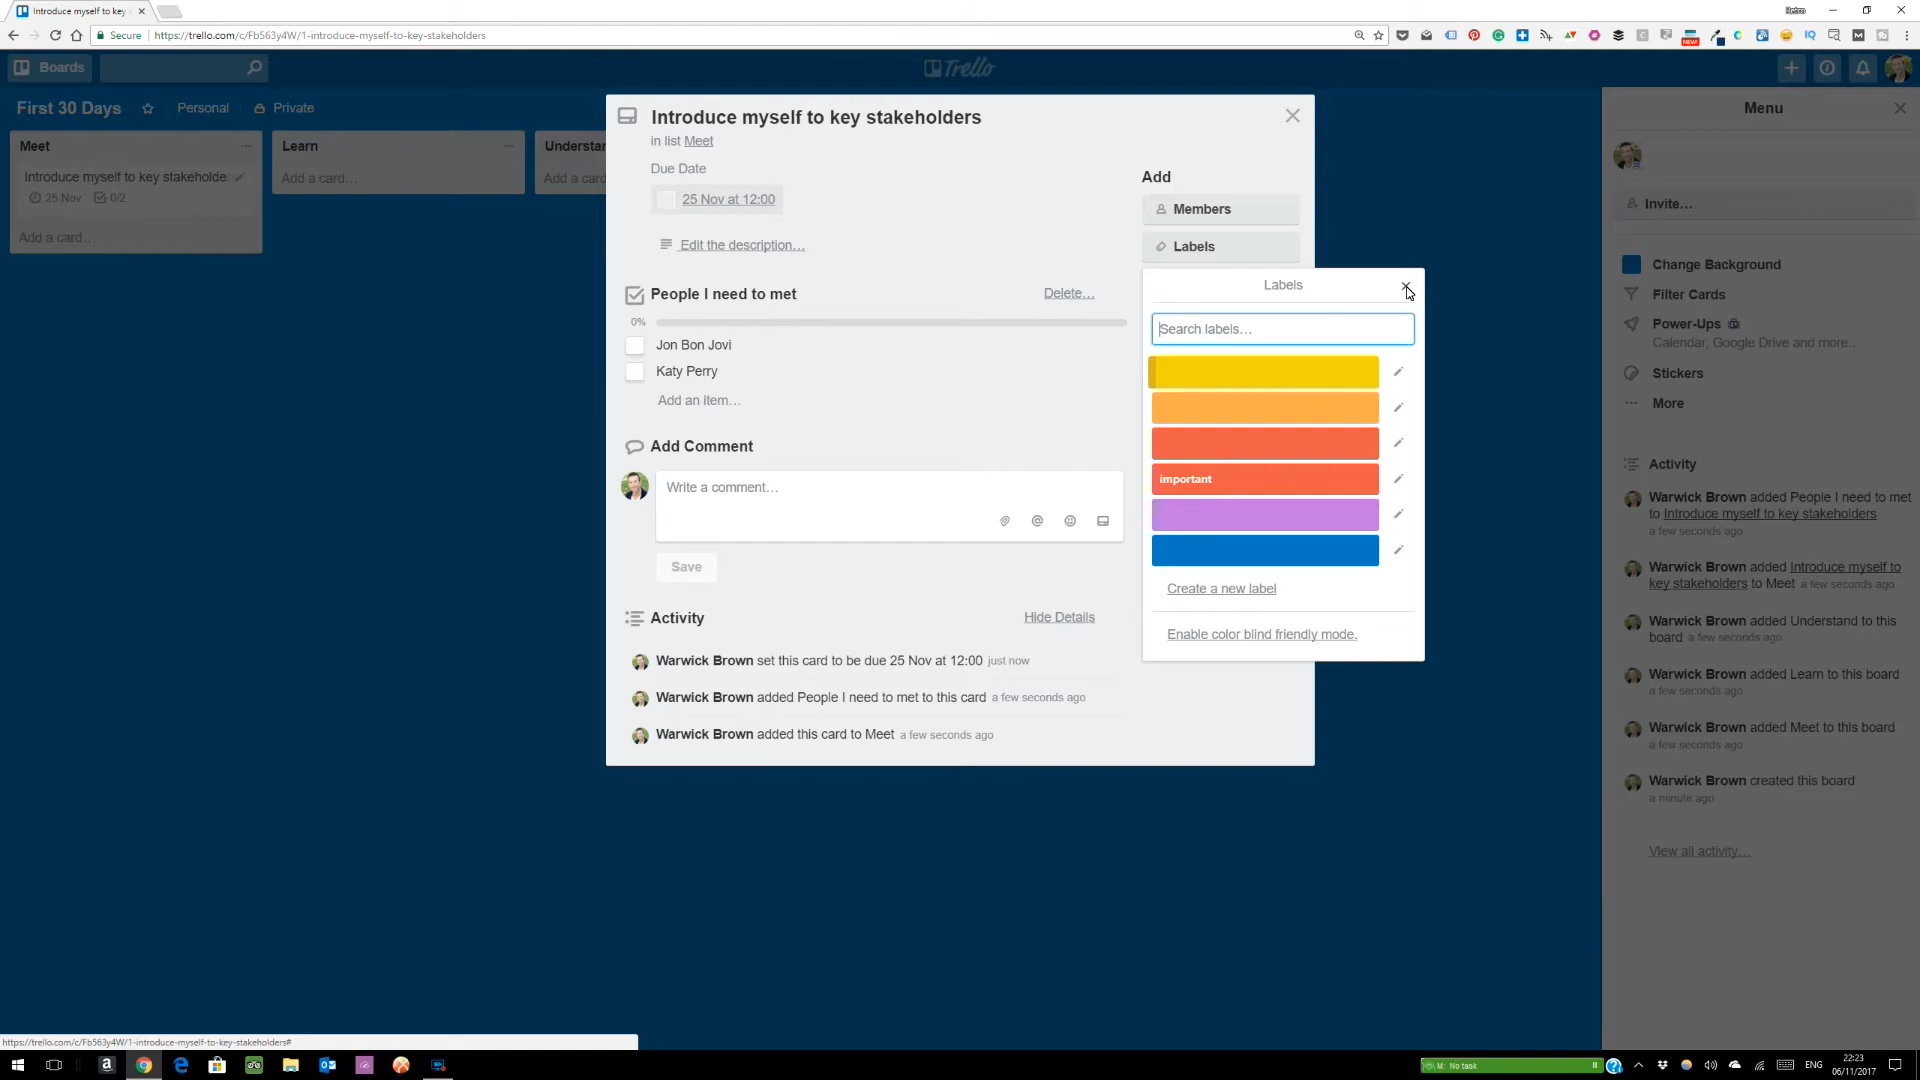 Introduce myself to key
Secure
https://trello.com/c/Fb563y4W/1-introduce-myself-to-key-stakeholders
NEW!
Boards
Trello
First 30 Days
Personal
Private
Menu
Meet
Introduce myself to key stakeholde
25 Nov
0/2
Add a card…
Learn
Add a card…
Understar
Add a card
Introduce myself to key stakeholders
in list Meet
Due Date
25 Nov at 12:00
Edit the description…
People I need to met
Delete…
0%
Jon Bon Jovi
Katy Perry
Add an item…
Add Comment
Write a comment…
Save
Activity
Hide Details
Warwick Brown set this card to be due 25 Nov at 12:00 just now
Warwick Brown added People I need to met to this card a few seconds ago
Warwick Brown added this card to Meet a few seconds ago
Add
Members
Labels
Labels
Search labels…
important
Create a new label
Enable color blind friendly mode.
Invite…
Change Background
Filter Cards
Power-Ups
Calendar, Google Drive and more…
Stickers
More
Activity
Warwick Brown added People I need to met
to Introduce myself to key stakeholders
a few seconds ago
Warwick Brown added Introduce myself to
key stakeholders to Meet a few seconds ago
Warwick Brown added Understand to this
board a few seconds ago
Warwick Brown added Learn to this board
a few seconds ago
Warwick Brown added Meet to this board
a few seconds ago
Warwick Brown created this board
a minute ago
View all activity…
https://trello.com/c/Fb563y4W/1-introduce-myself-to-key-stakeholders#
M: No task
ENG
22:23
06/11/2017